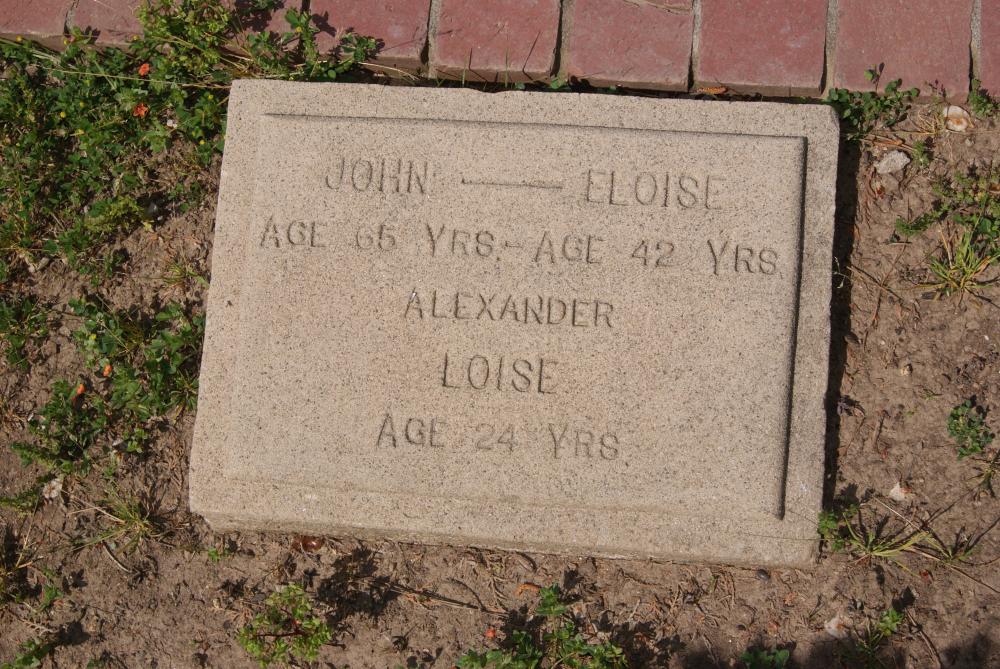 JOHN — ELOISE
AGE 65 YRS. - AGE 42 YRS.
ALEXANDER
LOISE
AGE 24 YRS